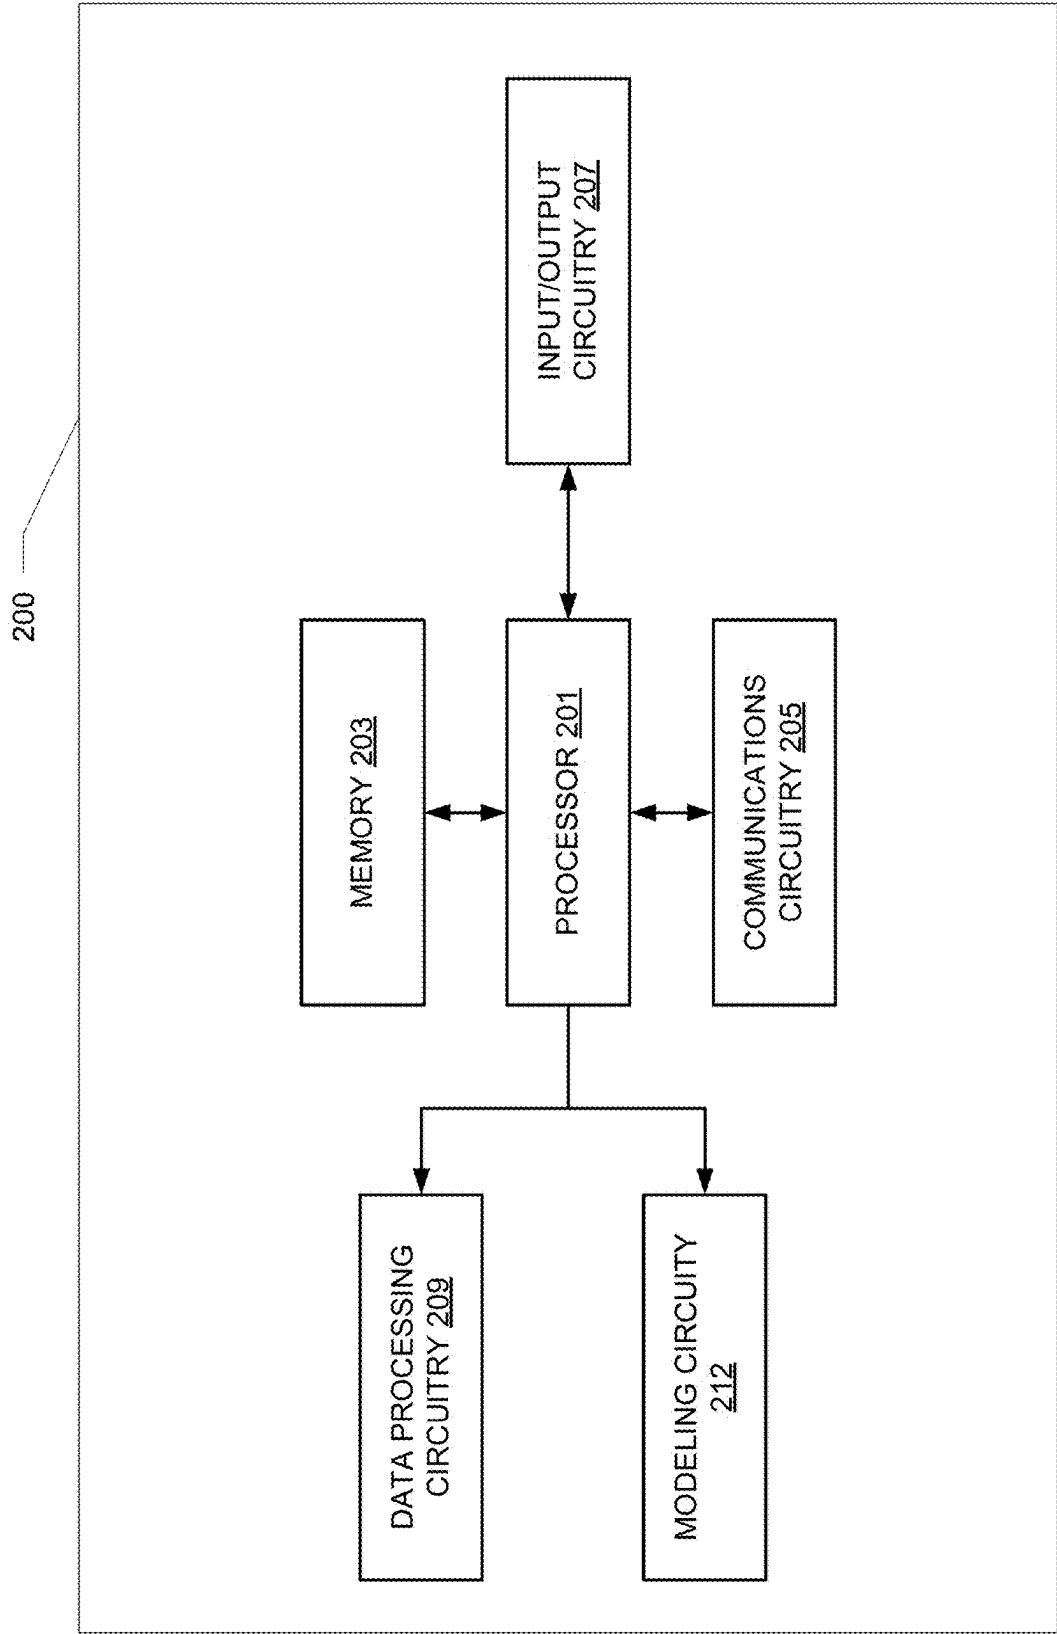 200
MEMORY 203
DATA PROCESSING
CIRCUITRY 209
PROCESSOR 201
INPUT/OUTPUT
CIRCUITRY 207
MODELING CIRCUITY
212
COMMUNICATIONS
CIRCUITRY 205